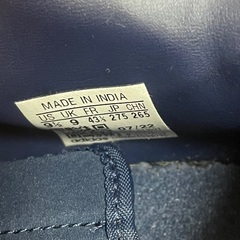 MADE IN INDIA
US UK FR JP CHN
9½ 9 43⅓ 275 265
07/22